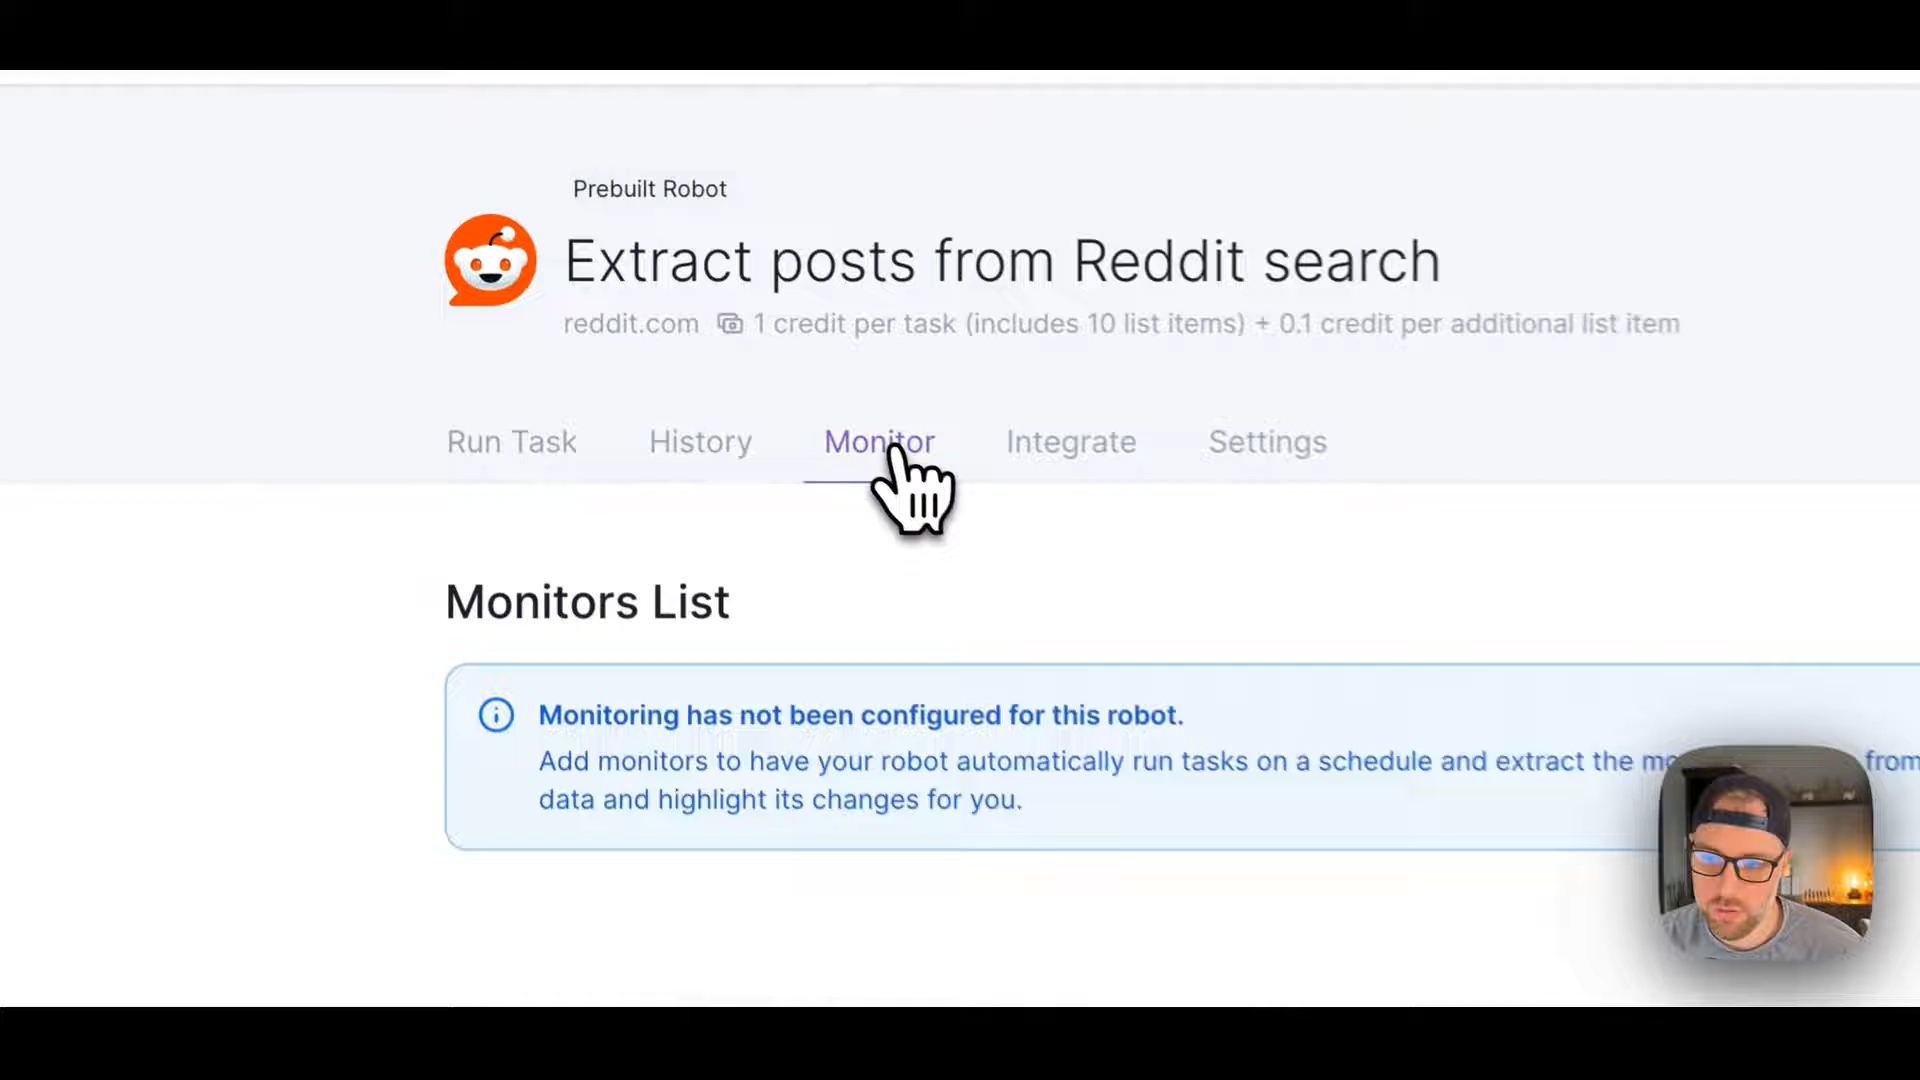 Prebuilt Robot
Extract posts from Reddit search
reddit.com 1 credit per task (includes 10 list items) + 0.1 credit per additional list item
Run Task History Monitor Integrate Settings
Monitors List
Monitoring has not been configured for this robot.
Add monitors to have your robot automatically run tasks on a schedule and extract the from
data and highlight its changes for you.